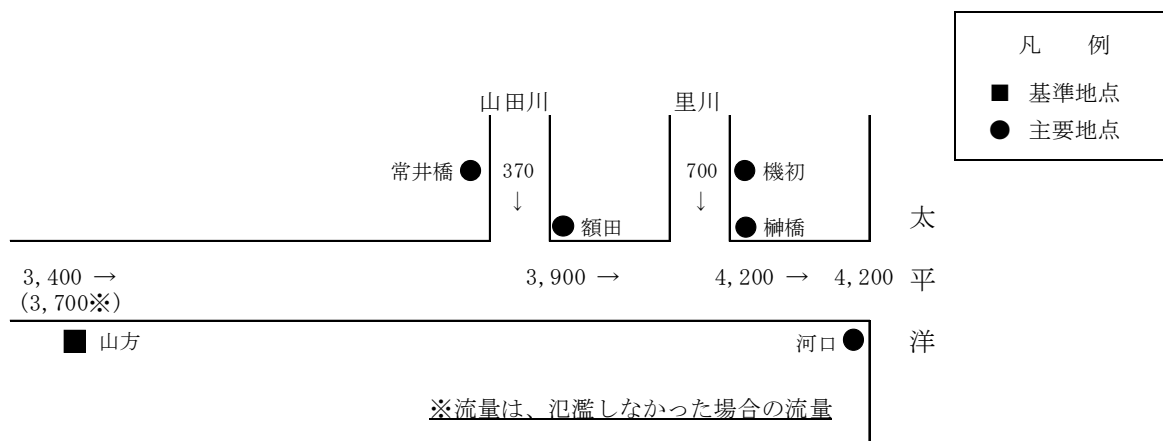 凡 例
■ 基準地点
● 主要地点
山田川
里川
常井橋 ●
370
↓
700
↓
● 機初
● 額田
● 榊橋
太平洋
3,400 →
(3,700※)
3,900 →
4,200 →
4,200
■ 山方
河口 ●
※流量は、氾濫しなかった場合の流量